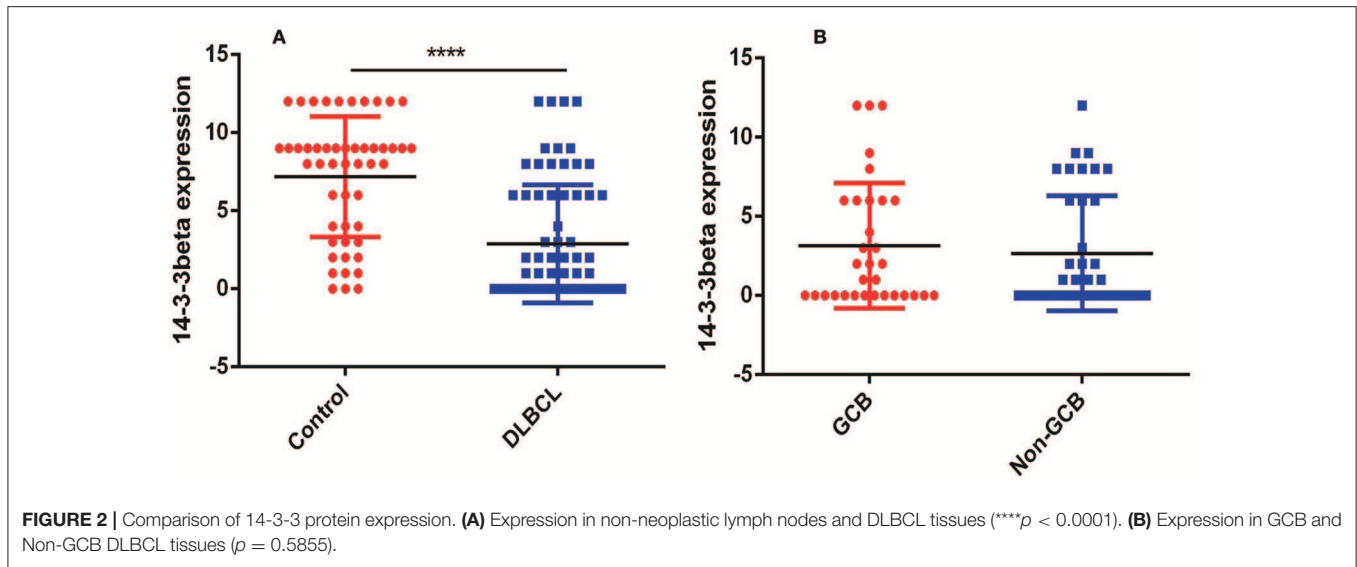 A
****
14-3-3beta expression
15
10
5
0
-5
Control
DLBCL
B
14-3-3beta expression
15
10
5
0
-5
GCB
Non-GCB
FIGURE 2 | Comparison of 14-3-3 protein expression. (A) Expression in non-neoplastic lymph nodes and DLBCL tissues (****p < 0.0001). (B) Expression in GCB and
Non-GCB DLBCL tissues (p = 0.5855).